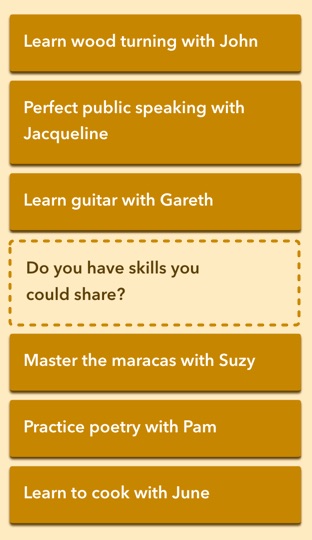 Learn wood turning with John
Perfect public speaking with
Jacqueline
Learn guitar with Gareth
Do you have skills you
could share?
Master the maracas with Suzy
Practice poetry with Pam
Learn to cook with June